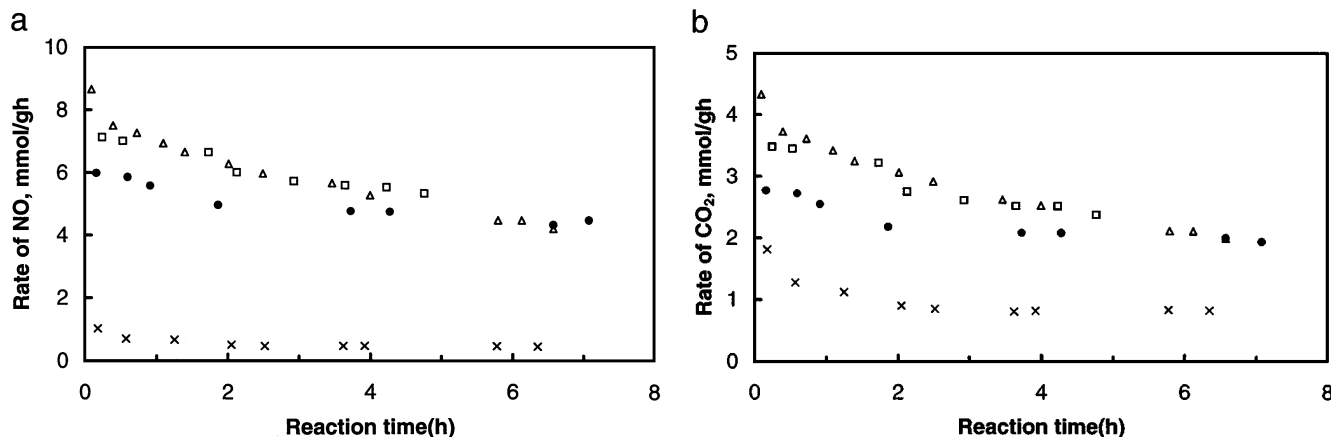 a
Rate of NO, mmol/gh
10
8
6
4
2
0
0 2 4 6 8
Reaction time(h)
b
Rate of CO₂, mmol/gh
5
4
3
2
1
0
0 2 4 6 8
Reaction time(h)